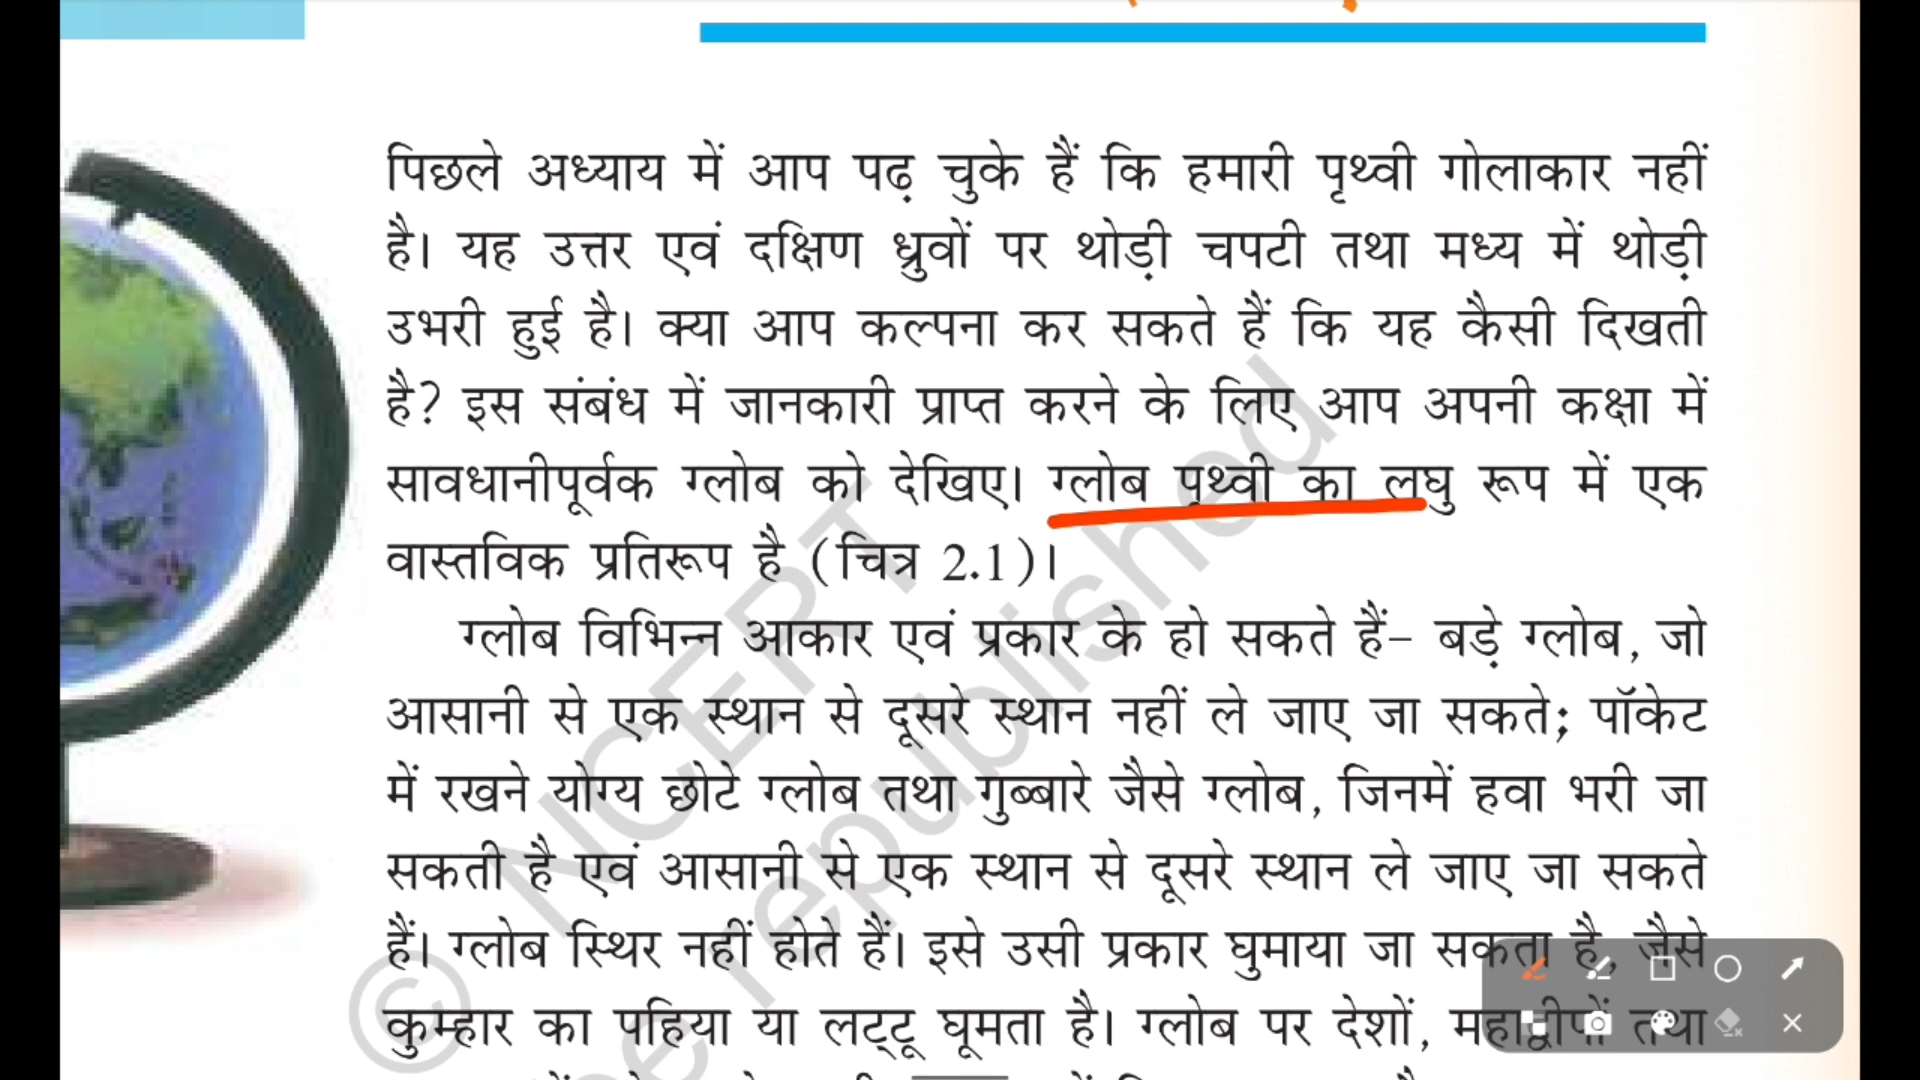 पिछले अध्याय में आप पढ़ चुके हैं कि हमारी पृथ्वी गोलाकार नहीं
है। यह उत्तर एवं दक्षिण ध्रुवों पर थोड़ी चपटी तथा मध्य में थोड़ी
उभरी हुई है। क्या आप कल्पना कर सकते हैं कि यह कैसी दिखती
है? इस संबंध में जानकारी प्राप्त करने के लिए आप अपनी कक्षा में
सावधानीपूर्वक ग्लोब को देखिए। ग्लोब पृथ्वी का लघु रूप में एक
वास्तविक प्रतिरूप है (चित्र 2.1)।
ग्लोब विभिन्न आकार एवं प्रकार के हो सकते हैं– बड़े ग्लोब, जो
आसानी से एक स्थान से दूसरे स्थान नहीं ले जाए जा सकते; पॉकेट
में रखने योग्य छोटे ग्लोब तथा गुब्बारे जैसे ग्लोब, जिनमें हवा भरी जा
सकती है एवं आसानी से एक स्थान से दूसरे स्थान ले जाए जा सकते
हैं। ग्लोब स्थिर नहीं होते हैं। इसे उसी प्रकार घुमाया जा सकता है, जैसे
कुम्हार का पहिया या लट्टू घूमता है। ग्लोब पर देशों, महाद्वीपों तथा
© NCERT
be republished